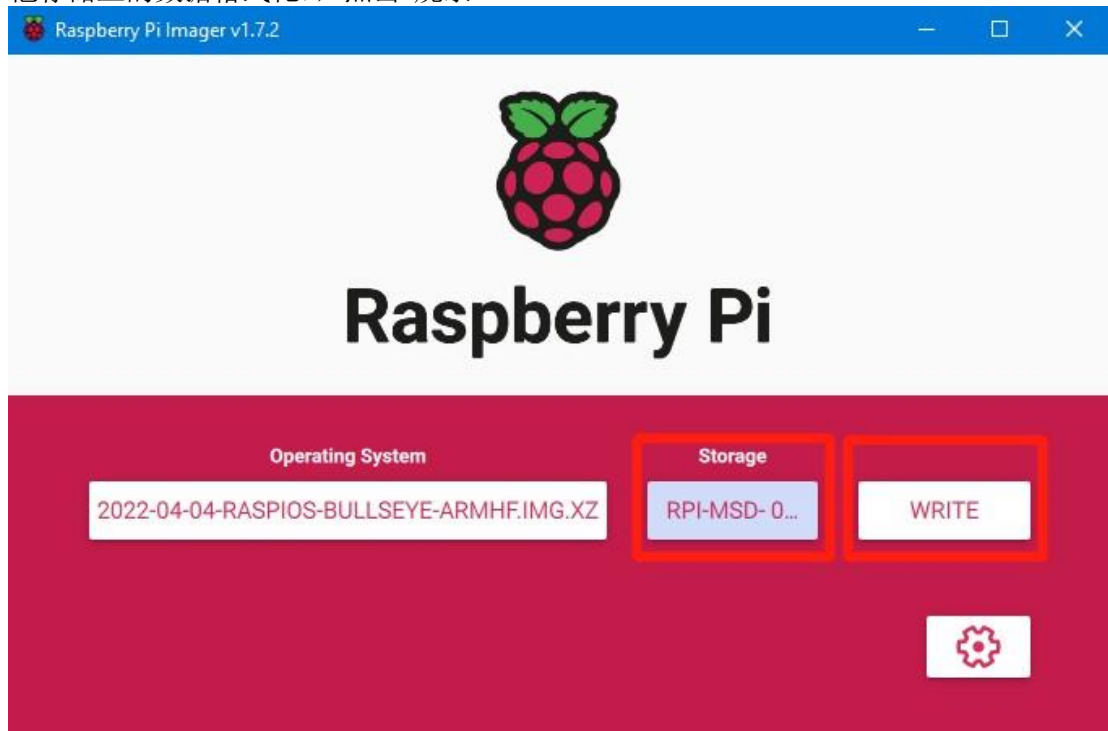 Raspberry Pi Imager v1.7.2
Raspberry Pi
Operating System
Storage
2022-04-04-RASPIOS-BULLSEYE-ARMHF.IMG.XZ
RPI-MSD- 0...
WRITE